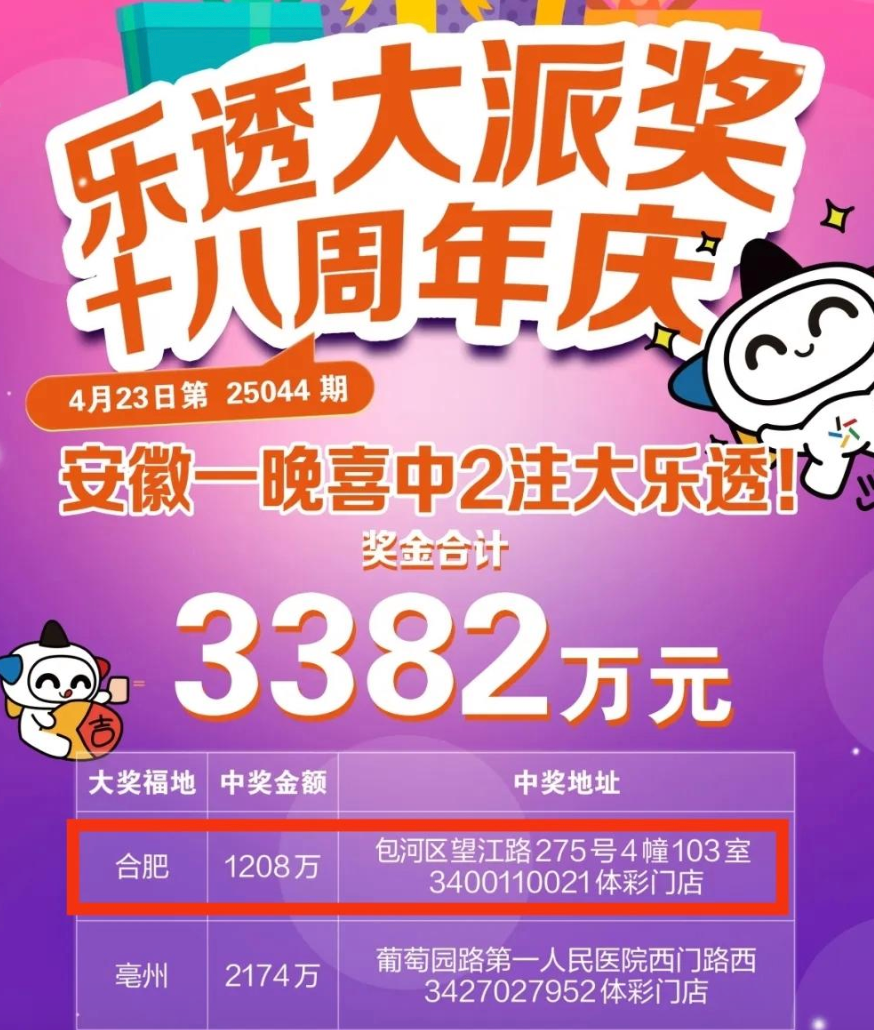 乐透大派奖
十八周年庆
4月23日第 25044 期
安徽一晚喜中2注大乐透!
奖金合计
3382万元
吉
大奖福地 中奖金额 中奖地址
合肥 1208万 包河区望江路275号4幢103室
3400110021体彩门店
亳州 2174万 葡萄园路第一人民医院西门路西
3427027952体彩门店